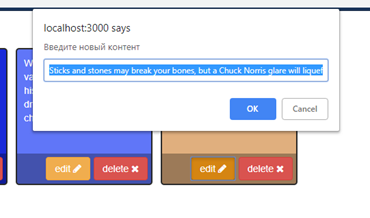 localhost:3000 says
Введите новый контент
Sticks and stones may break your bones, but a Chuck Norris glare will liquef
OK Cancel
edit delete edit delete